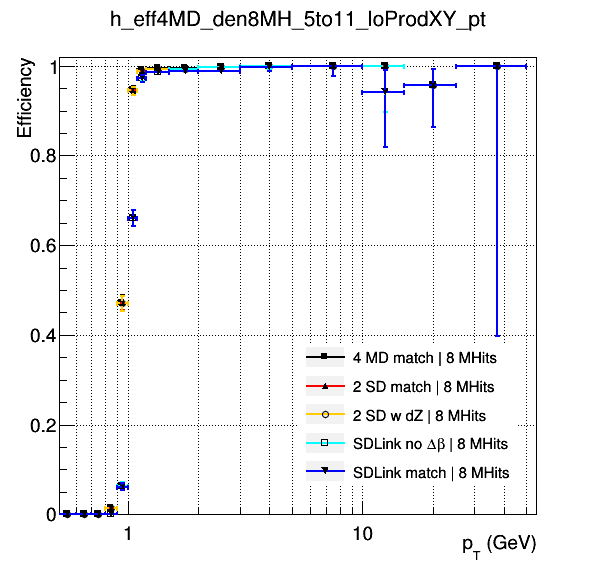 h_eff4MD_den8MH_5to11_loProdXY_pt
Efficiency
1
0.8
0.6
0.4
0.2
0
4 MD match | 8 MHits
2 SD match | 8 MHits
2 SD w dZ | 8 MHits
SDLink no Δβ | 8 MHits
SDLink match | 8 MHits
1
10
p_T (GeV)